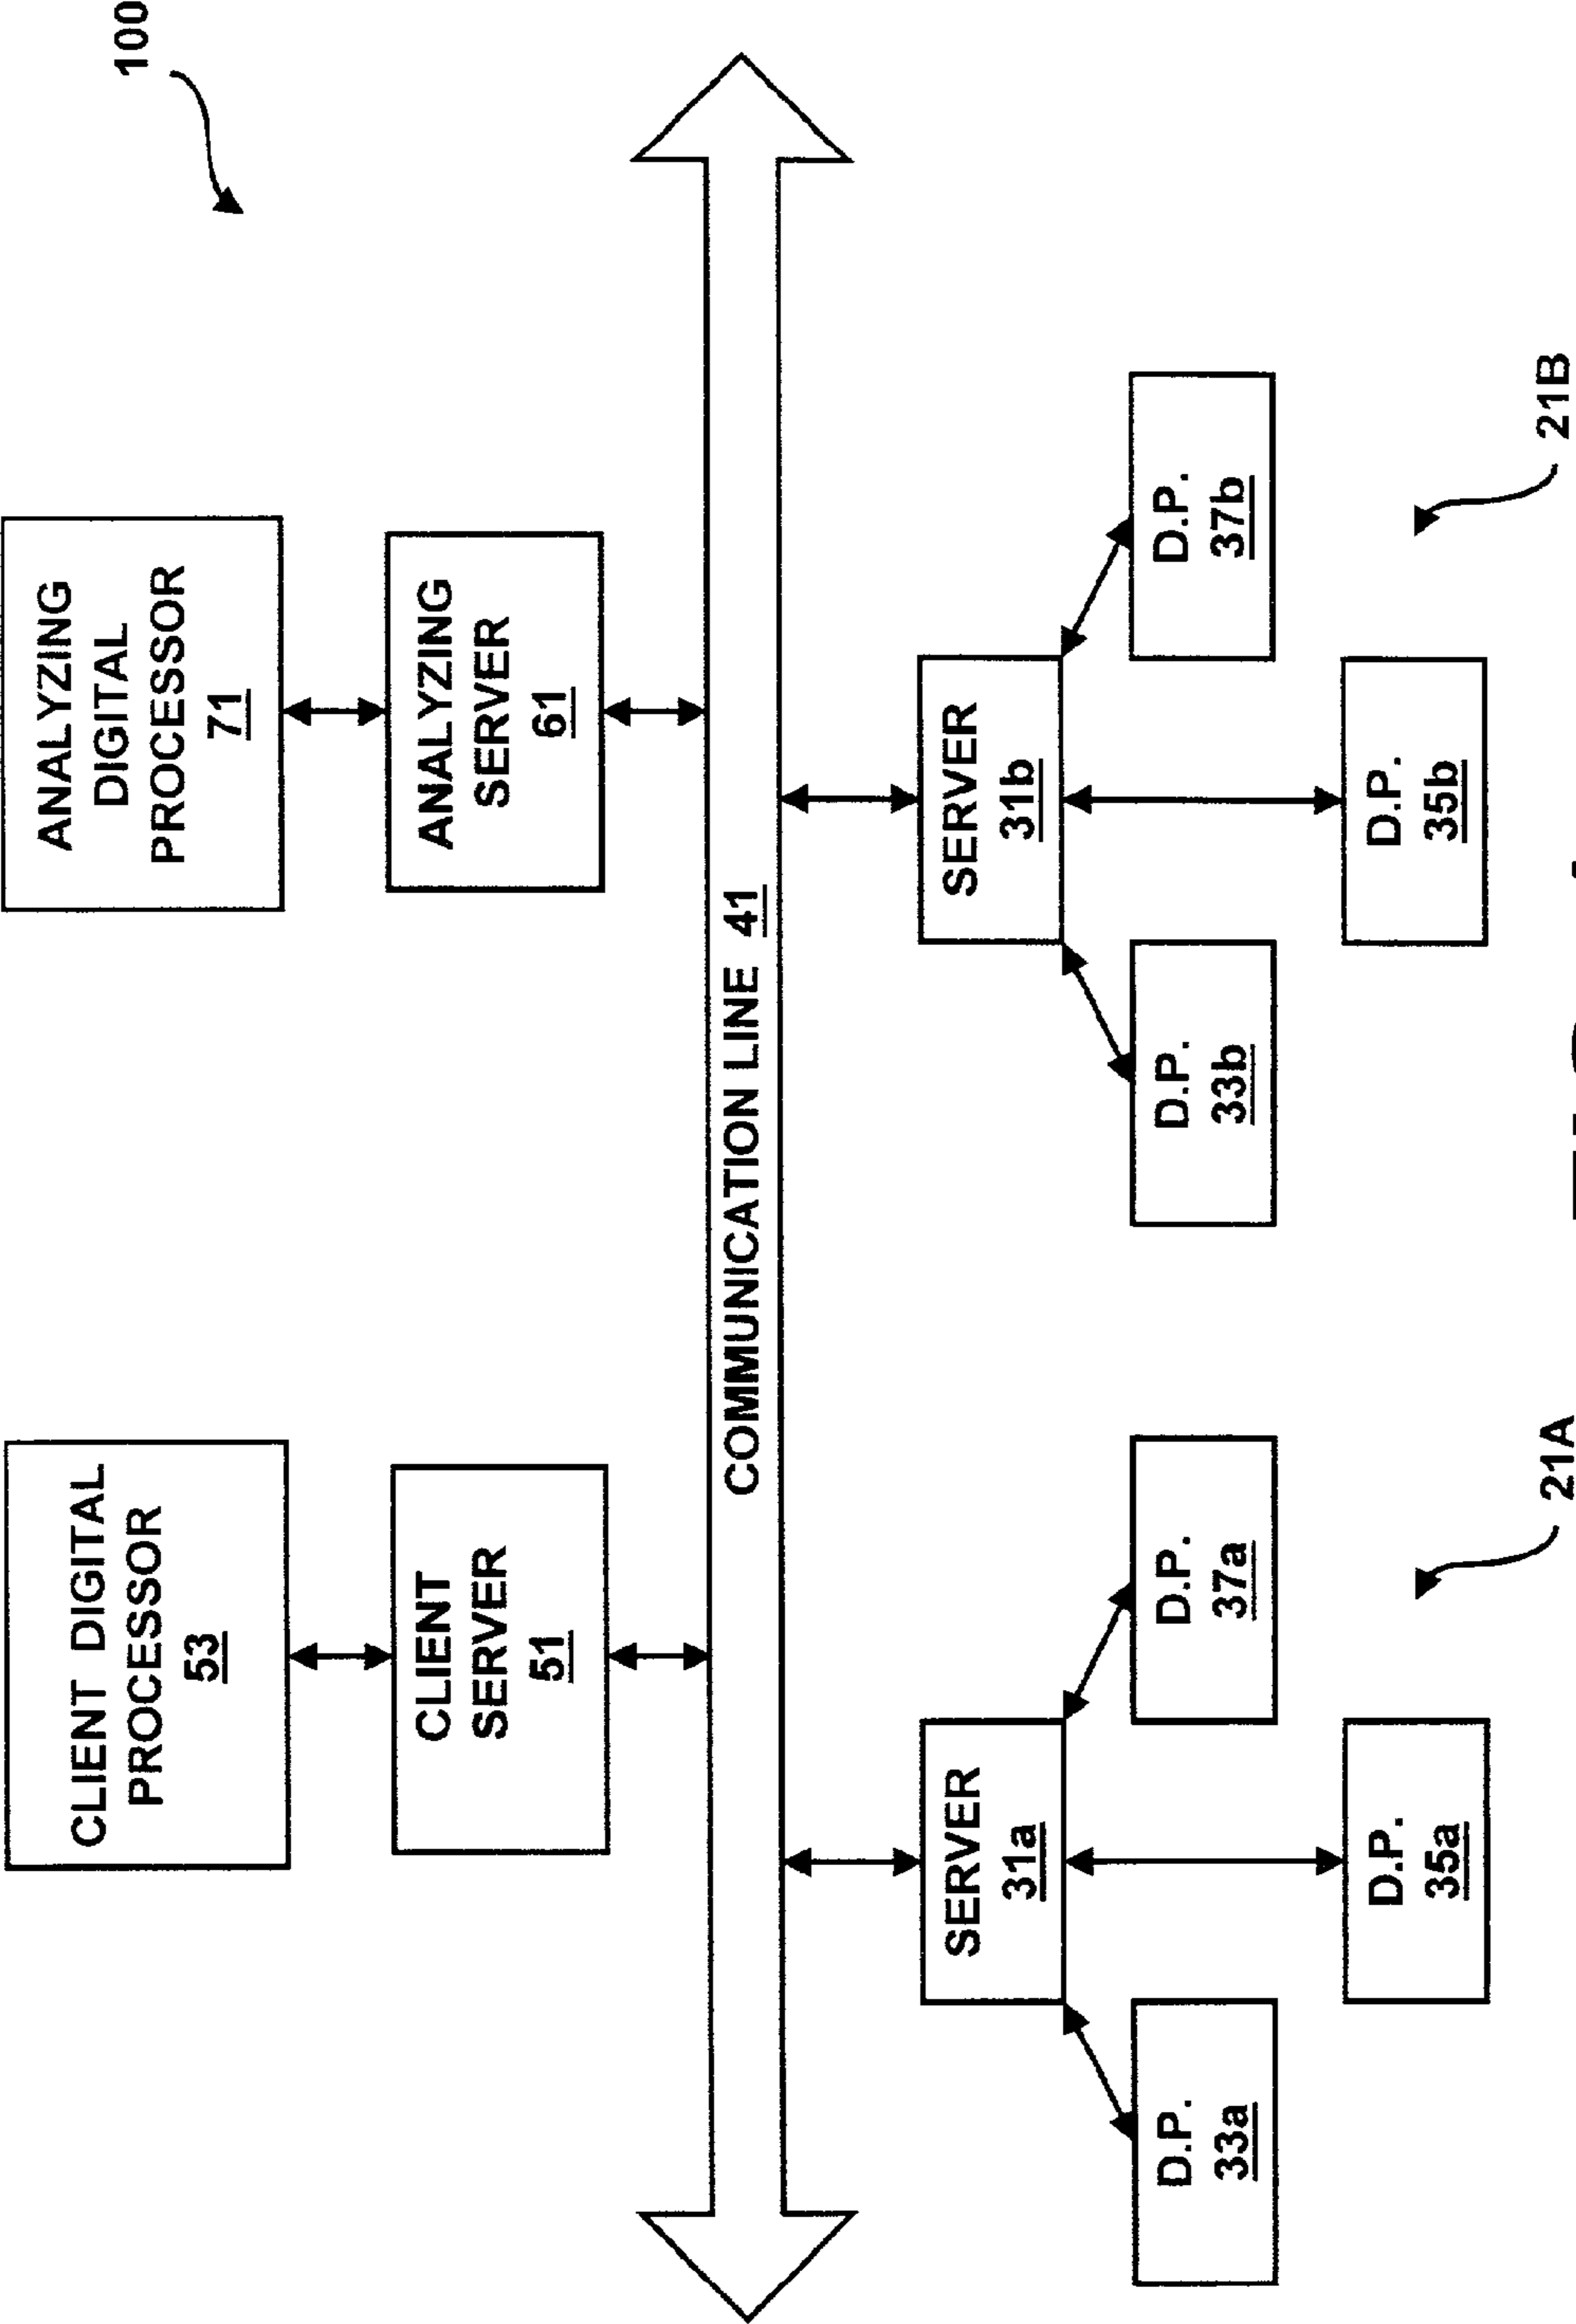 100
CLIENT DIGITAL
PROCESSOR
53
ANALYZING
DIGITAL
PROCESSOR
71
CLIENT
SERVER
51
ANALYZING
SERVER
61
COMMUNICATION LINE 41
SERVER
31a
SERVER
31b
D.P.
33a
D.P.
37a
D.P.
33b
D.P.
37b
D.P.
35a
D.P.
35b
21A
21B